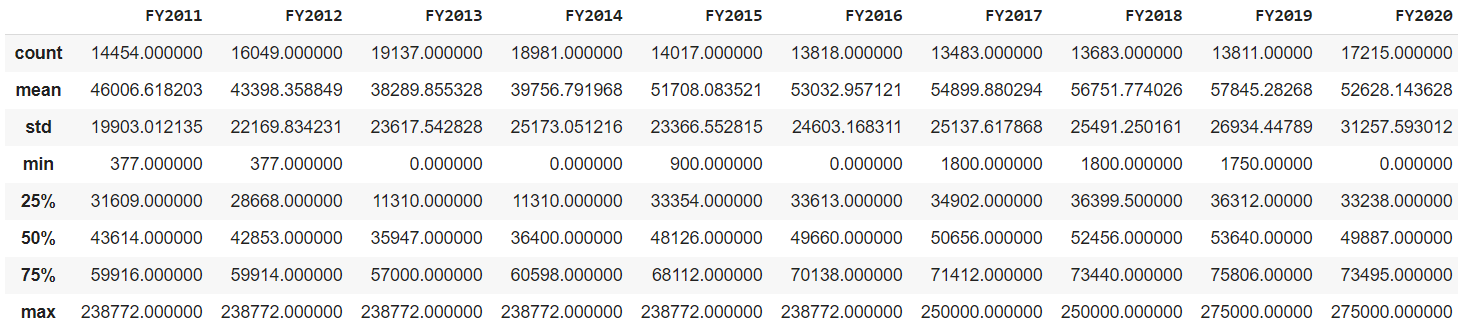 FY2011 FY2012 FY2013 FY2014 FY2015 FY2016 FY2017 FY2018 FY2019 FY2020
count 14454.000000 16049.000000 19137.000000 18981.000000 14017.000000 13818.000000 13483.000000 13683.000000 13811.00000 17215.000000
mean 46006.618203 43398.358849 38289.855328 39756.791968 51708.083521 53032.957121 54899.880294 56751.774026 57845.28268 52628.143628
std 19903.012135 22169.834231 23617.542828 25173.051216 23366.552815 24603.168311 25137.617868 25491.250161 26934.44789 31257.593012
min 377.000000 377.000000 0.000000 0.000000 900.000000 0.000000 1800.000000 1800.000000 1750.00000 0.000000
25% 31609.000000 28668.000000 11310.000000 11310.000000 33354.000000 33613.000000 34902.000000 36399.500000 36312.00000 33238.000000
50% 43614.000000 42853.000000 35947.000000 36400.000000 48126.000000 49660.000000 50656.000000 52456.000000 53640.00000 49887.000000
75% 59916.000000 59914.000000 57000.000000 60598.000000 68112.000000 70138.000000 71412.000000 73440.000000 75806.00000 73495.000000
max 238772.000000 238772.000000 238772.000000 238772.000000 238772.000000 238772.000000 250000.000000 250000.000000 275000.00000 275000.000000